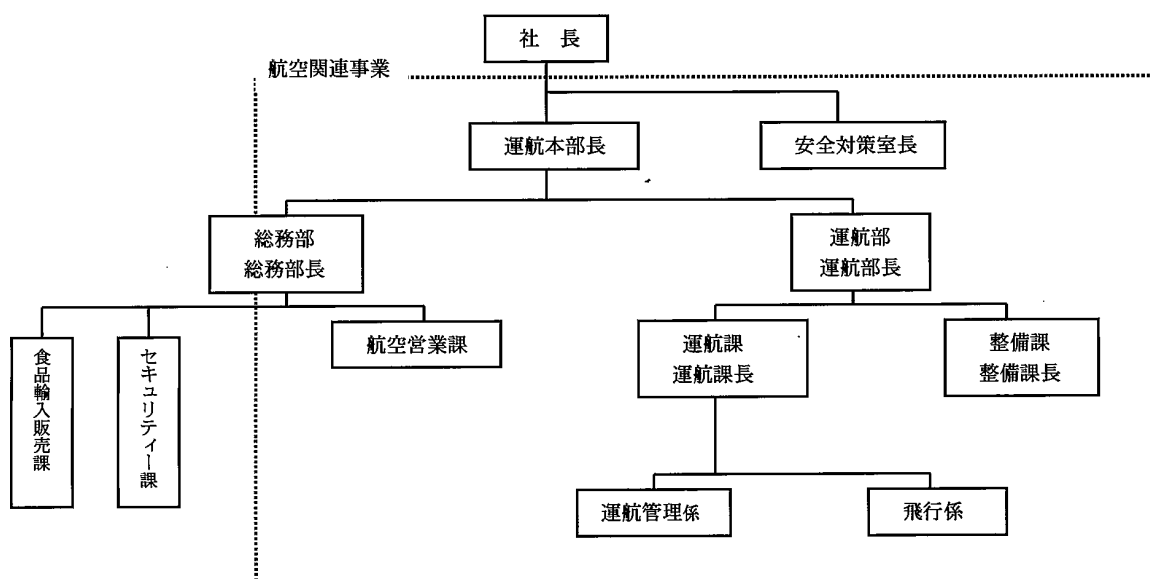 社　長
航空関連事業
運航本部長
安全対策室長
総務部
総務部長
運航部
運航部長
食品輸入販売課
セキュリティー課
航空営業課
運航課
運航課長
整備課
整備課長
運航管理係
飛行係